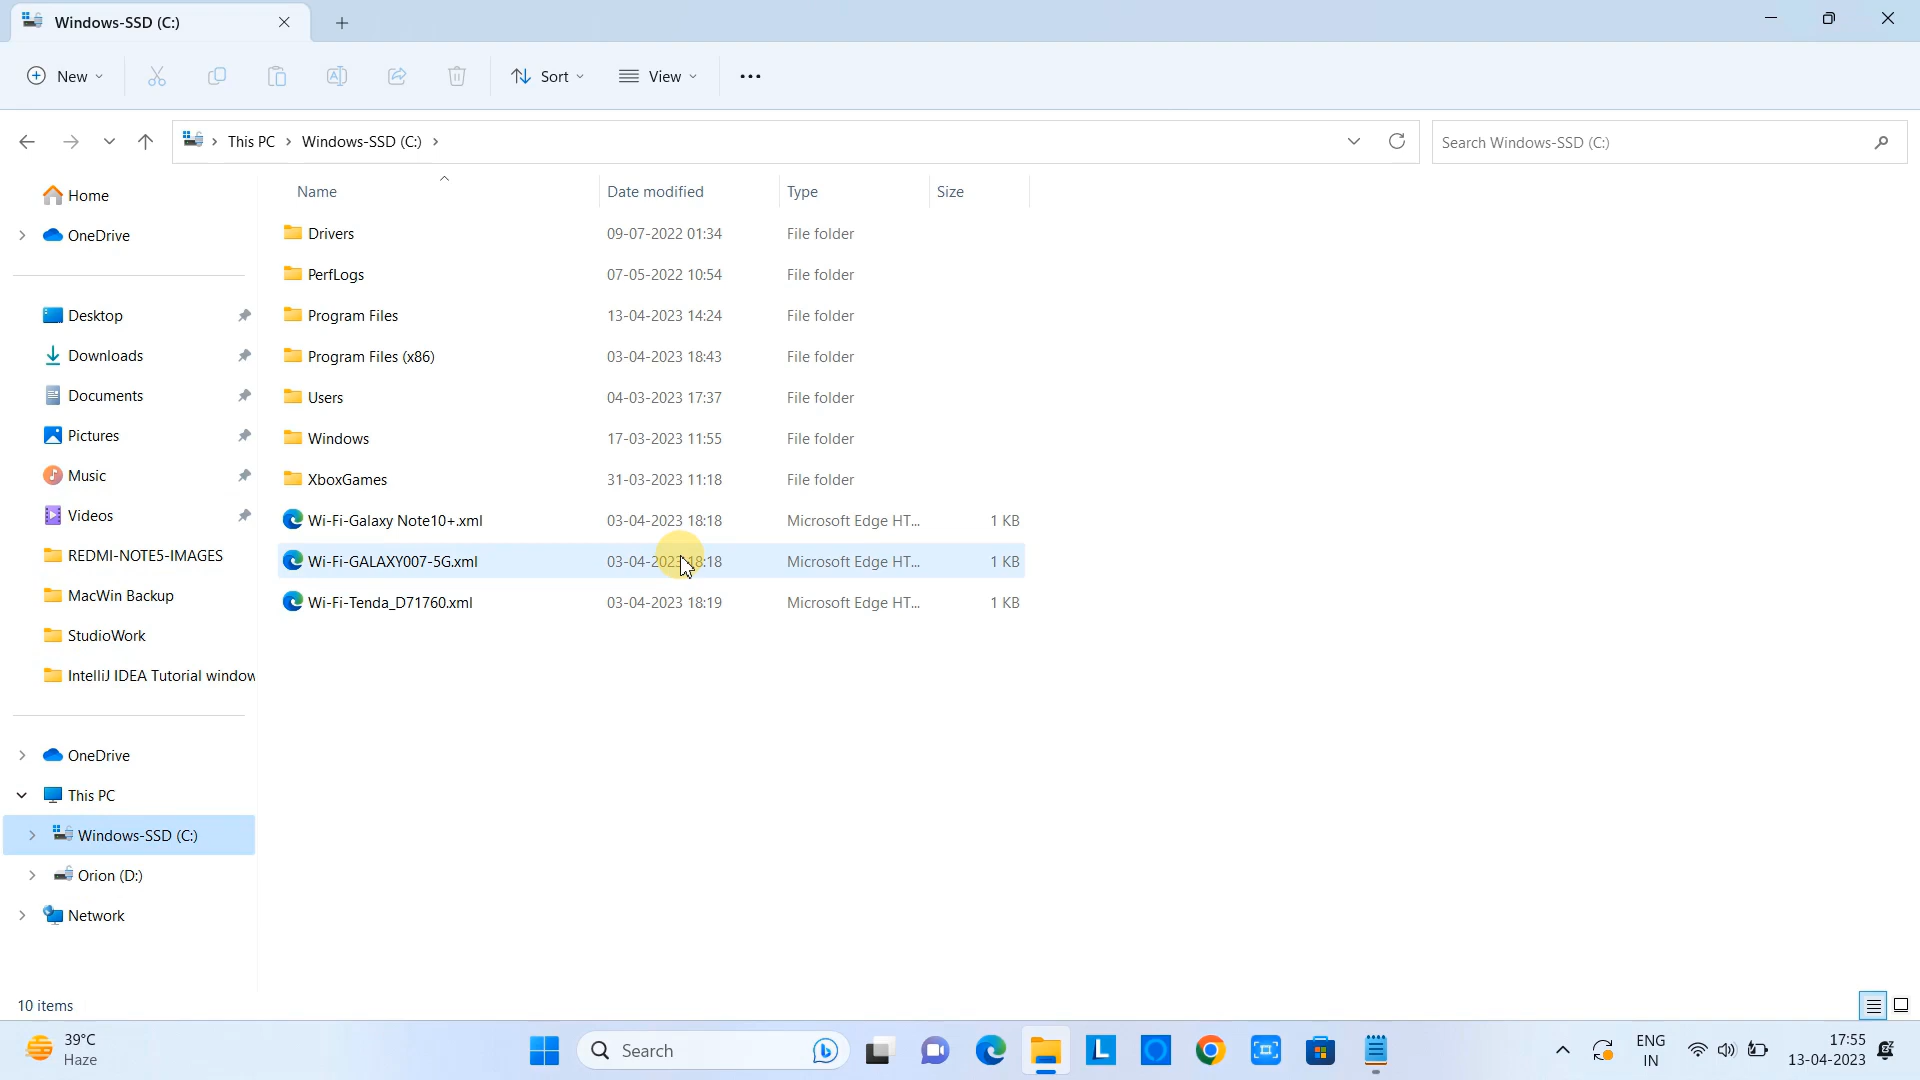 Windows-SSD (C:)
New
Sort
View
This PC
Windows-SSD (C:)
Search Windows-SSD (C:)
Name Date modified Type Size
Home
OneDrive
Desktop
Downloads
Documents
Pictures
Music
Videos
REDMI-NOTE5-IMAGES
MacWin Backup
StudioWork
IntelliJ IDEA Tutorial window
OneDrive
This PC
Windows-SSD (C:)
Orion (D:)
Network
Drivers 09-07-2022 01:34 File folder
PerfLogs 07-05-2022 10:54 File folder
Program Files 13-04-2023 14:24 File folder
Program Files (x86) 03-04-2023 18:43 File folder
Users 04-03-2023 17:37 File folder
Windows 17-03-2023 11:55 File folder
XboxGames 31-03-2023 11:18 File folder
Wi-Fi-Galaxy Note10+.xml 03-04-2023 18:18 Microsoft Edge HT... 1 KB
Wi-Fi-GALAXY007-5G.xml 03-04-2023 18:18 Microsoft Edge HT... 1 KB
Wi-Fi-Tenda_D71760.xml 03-04-2023 18:19 Microsoft Edge HT... 1 KB
10 items
39°C
Haze
Search
ENG
IN
17:55
13-04-2023